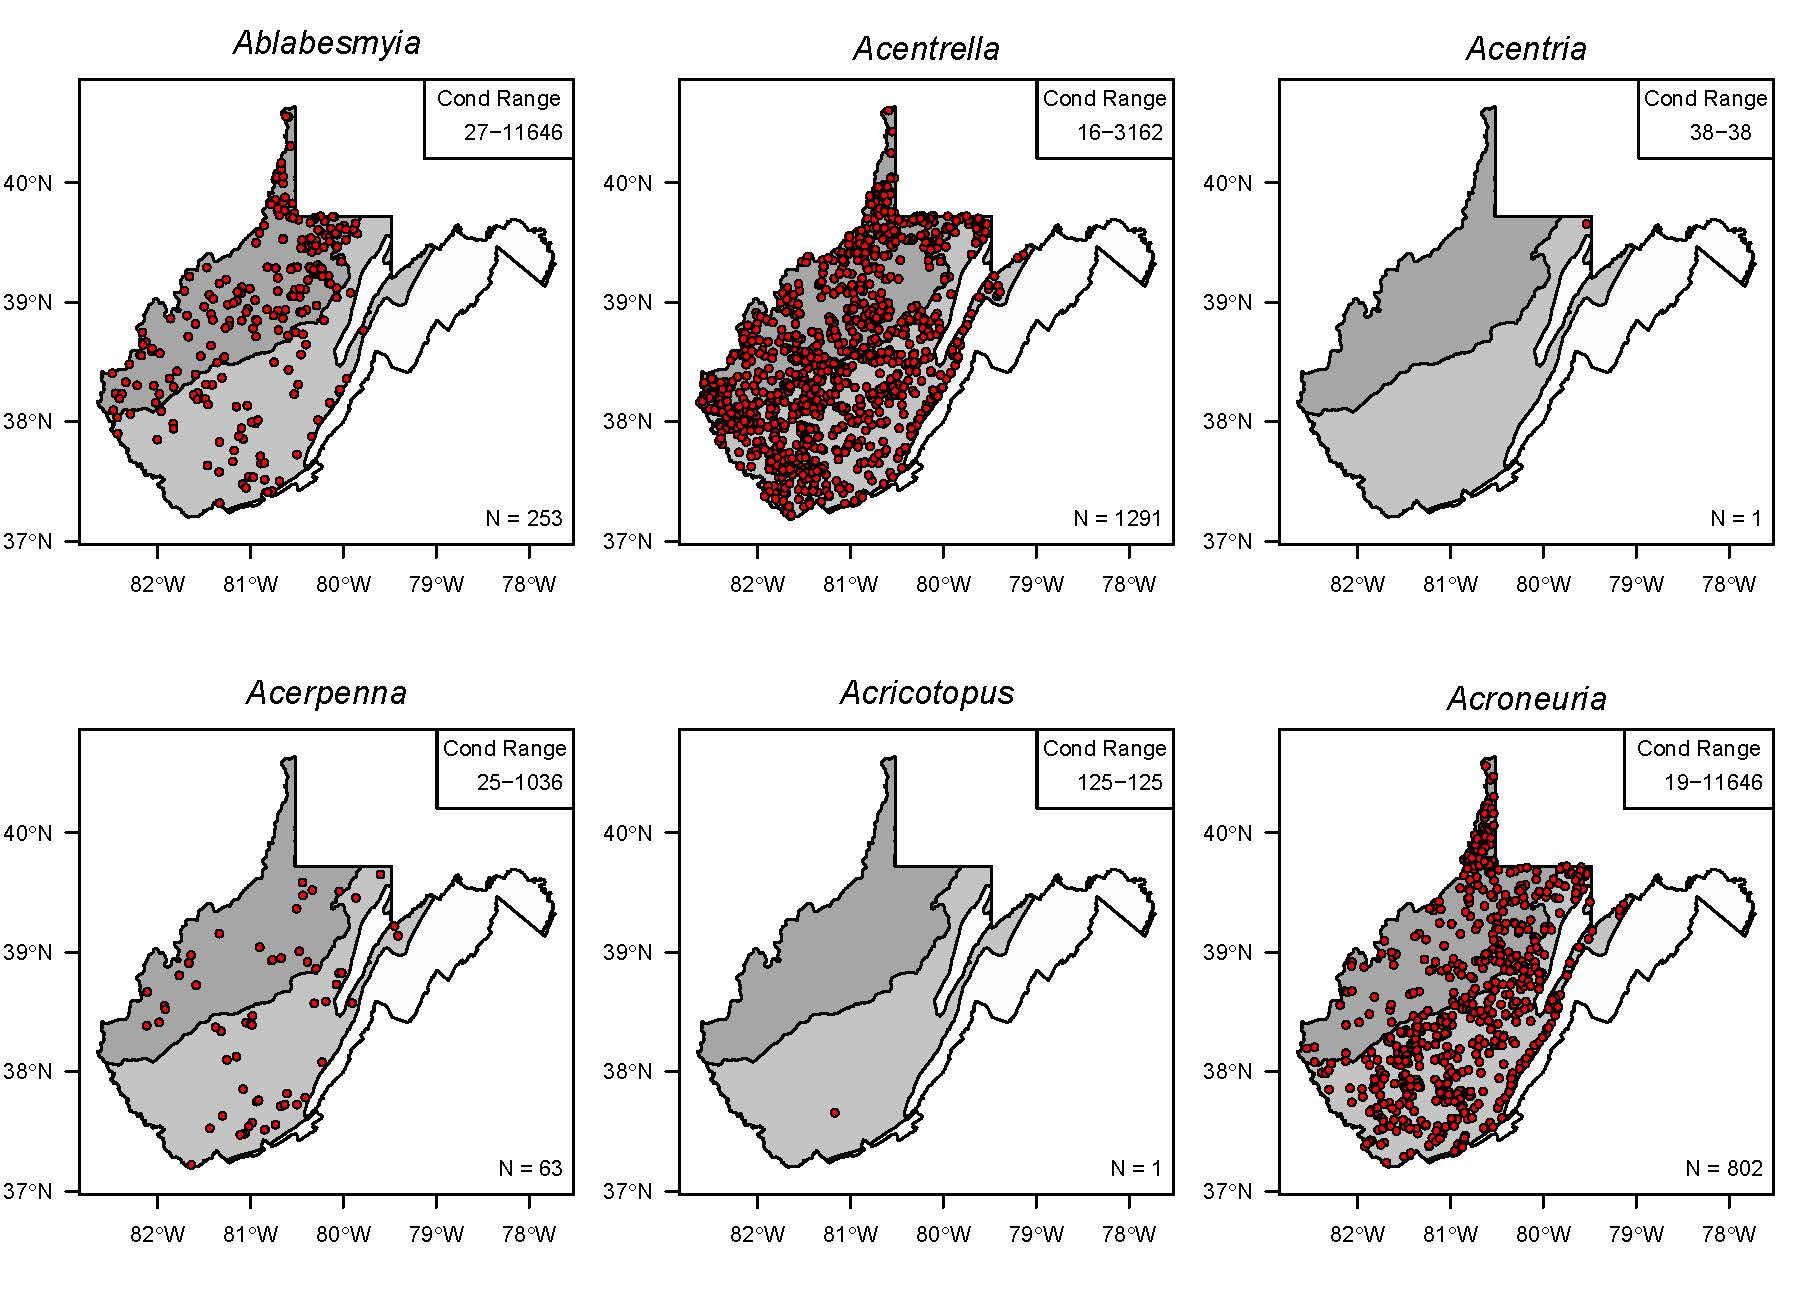 Ablabesmyia
Cond Range
27−11646
40°N
39°N
38°N
37°N
N = 253
82°W 81°W 80°W 79°W 78°W
Acentrella
Cond Range
16−3162
40°N
39°N
38°N
37°N
N = 1291
82°W 81°W 80°W 79°W 78°W
Acentria
Cond Range
38−38
40°N
39°N
38°N
37°N
N = 1
82°W 81°W 80°W 79°W 78°W
Acerpenna
Cond Range
25−1036
40°N
39°N
38°N
37°N
N = 63
82°W 81°W 80°W 79°W 78°W
Acricotopus
Cond Range
125−125
40°N
39°N
38°N
37°N
N = 1
82°W 81°W 80°W 79°W 78°W
Acroneuria
Cond Range
19−11646
40°N
39°N
38°N
37°N
N = 802
82°W 81°W 80°W 79°W 78°W